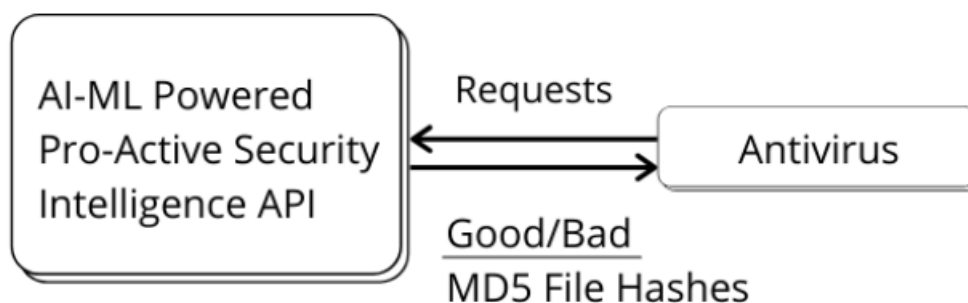 AI-ML Powered
Pro-Active Security
Intelligence API
Requests
Antivirus
Good/Bad
MD5 File Hashes